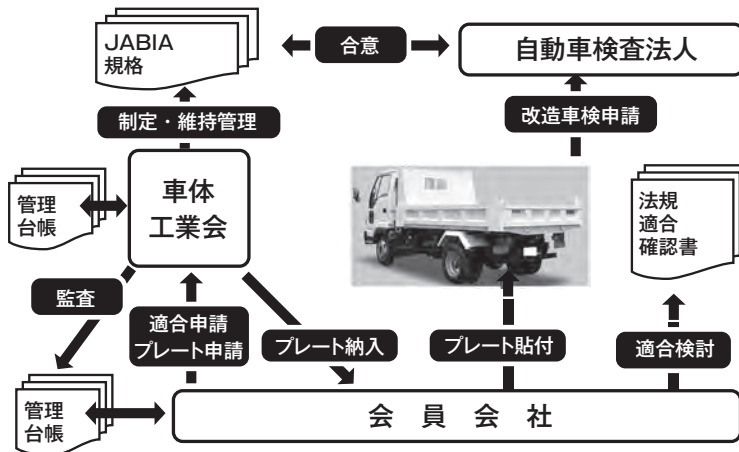 JABIA
規格
合意
自動車検査法人
制定・維持管理
改造車検申請
管理
台帳
車体
工業会
法規
適合
確認書
監査
適合申請
プレート申請
プレート納入
プレート貼付
適合検討
管理
台帳
会員会社